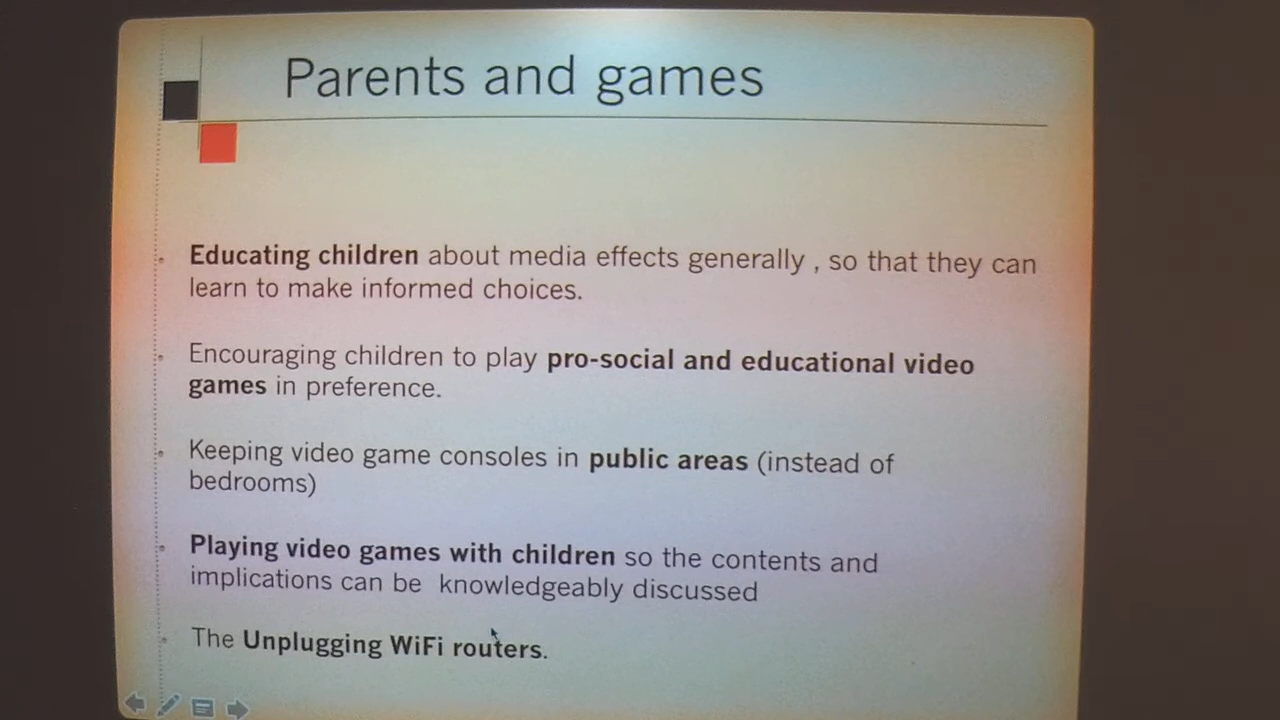 Parents and games
Educating children about media effects generally , so that they can
learn to make informed choices.
Encouraging children to play pro-social and educational video
games in preference.
Keeping video game consoles in public areas (instead of
bedrooms)
Playing video games with children so the contents and
implications can be knowledgeably discussed
The Unplugging WiFi routers.